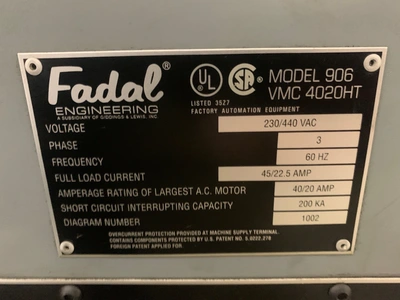 Fadal®
ENGINEERING
A SUBSIDIARY OF GIDDINGS & LEWIS, INC.
UL ® SA ® MODEL 906
VMC 4020HT
LISTED 35Z7
FACTORY AUTOMATION EQUIPMENT
VOLTAGE 230/440 VAC
PHASE 3
FREQUENCY 60 HZ
FULL LOAD CURRENT 45/22.5 AMP
AMPERAGE RATING OF LARGEST A.C. MOTOR 40/20 AMP
SHORT CIRCUIT INTERRUPTING CAPACITY 200 KA
DIAGRAM NUMBER 1002
OVERCURRENT PROTECTION PROVIDED AT MACHINE SUPPLY TERMINAL.
CONTAINS COMPONENTS PROTECTED BY U.S. PATENT NO. 5,0222,278
FOREIGN PATENT APPLIED FOR.